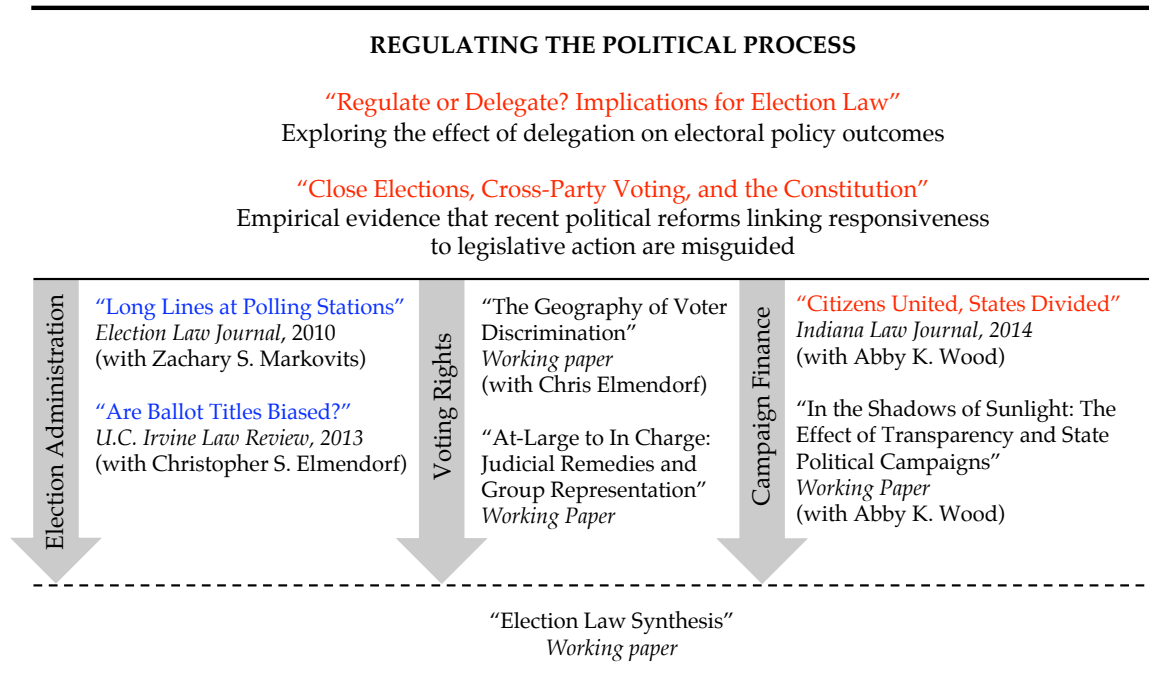 REGULATING THE POLITICAL PROCESS
“Regulate or Delegate? Implications for Election Law”
Exploring the effect of delegation on electoral policy outcomes
“Close Elections, Cross-Party Voting, and the Constitution”
Empirical evidence that recent political reforms linking responsiveness
to legislative action are misguided
Election Administration
“Long Lines at Polling Stations”
Election Law Journal, 2010
(with Zachary S. Markovits)
“Are Ballot Titles Biased?”
U.C. Irvine Law Review, 2013
(with Christopher S. Elmendorf)
Voting Rights
“The Geography of Voter
Discrimination”
Working paper
(with Chris Elmendorf)
“At-Large to In Charge:
Judicial Remedies and
Group Representation”
Working Paper
Campaign Finance
“Citizens United, States Divided”
Indiana Law Journal, 2014
(with Abby K. Wood)
“In the Shadows of Sunlight: The
Effect of Transparency and State
Political Campaigns”
Working Paper
(with Abby K. Wood)
“Election Law Synthesis”
Working paper